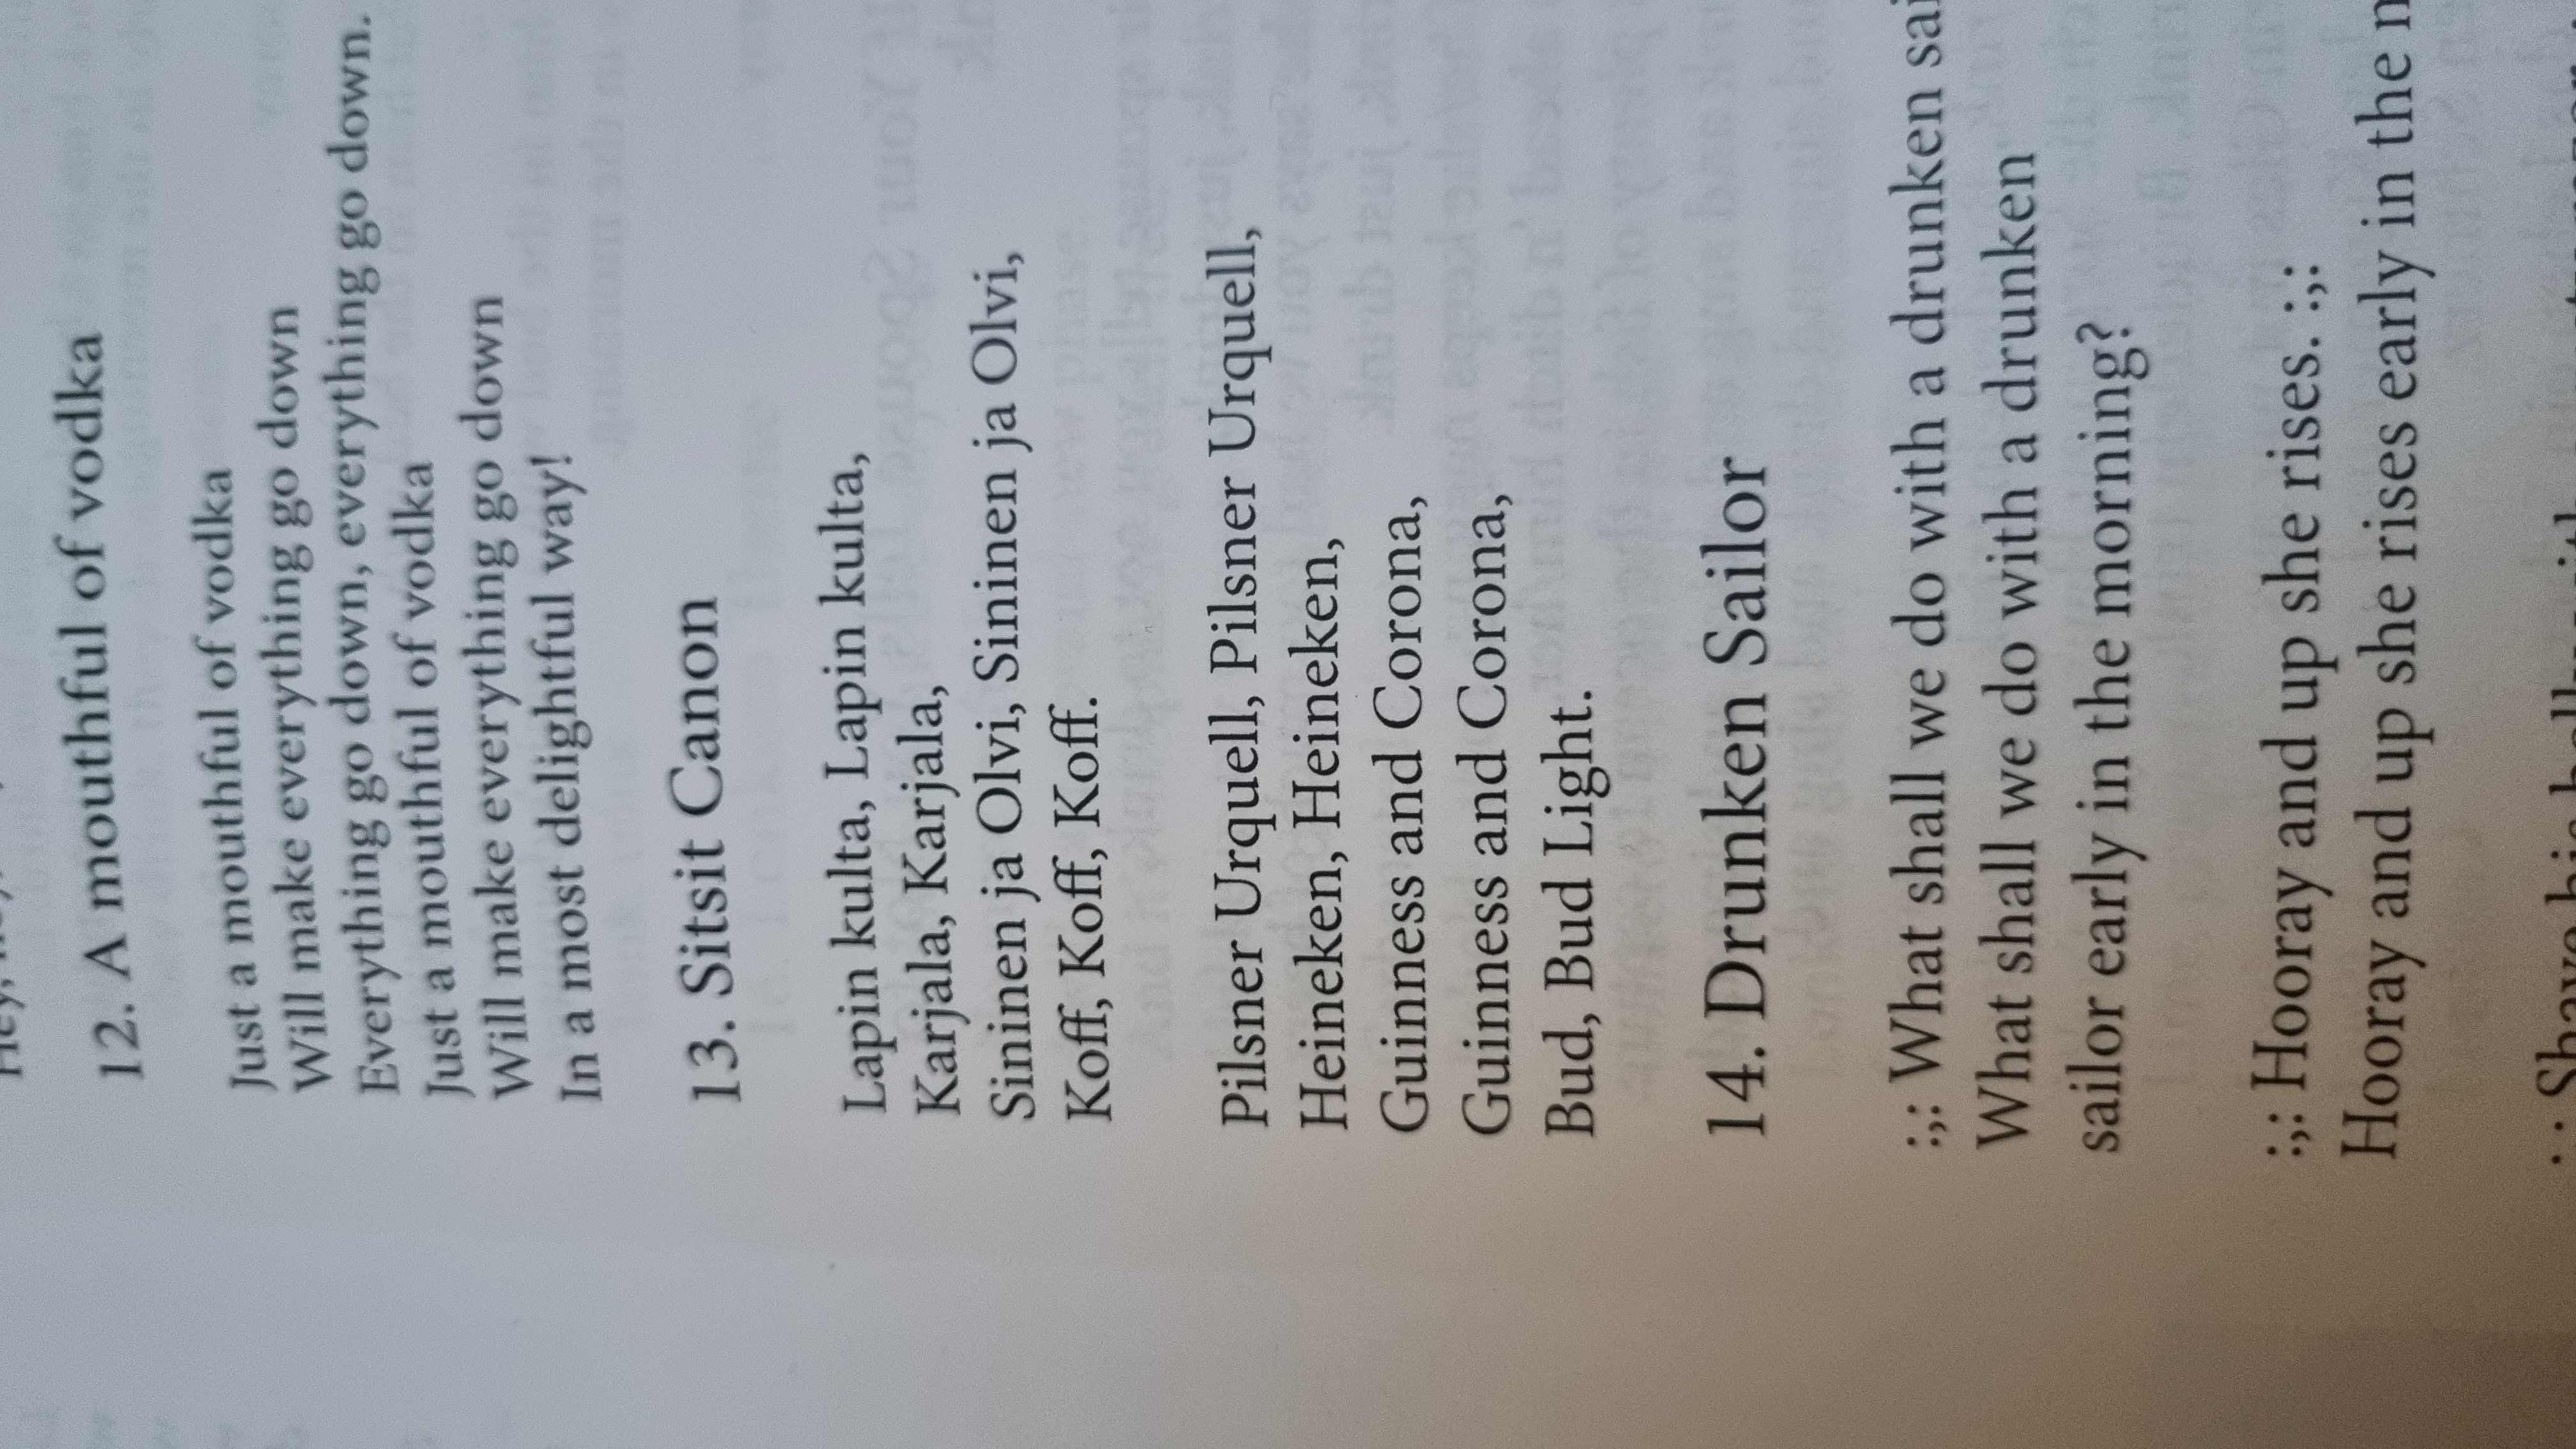 Hey, hey,
12. A mouthful of vodka
Just a mouthful of vodka
Will make everything go down
Everything go down, everything go down.
Just a mouthful of vodka
Will make everything go down
In a most delightful way!
13. Sitsit Canon
Lapin kulta, Lapin kulta,
Karjala, Karjala,
Sininen ja Olvi, Sininen ja Olvi,
Koff, Koff, Koff.
Pilsner Urquell, Pilsner Urquell,
Heineken, Heineken,
Guinness and Corona,
Guinness and Corona,
Bud, Bud Light.
14. Drunken Sailor
:,: What shall we do with a drunken sai
What shall we do with a drunken
sailor early in the morning?
:,: Hooray and up she rises. :,:
Hooray and up she rises early in the
Shave his belly with a